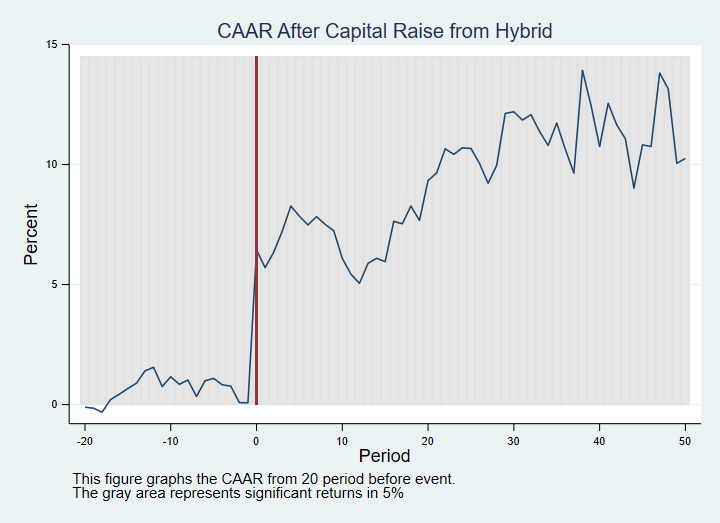 CAAR After Capital Raise from Hybrid
15
10
5
0
Percent
-20 -10 0 10 20 30 40 50
Period
This figure graphs the CAAR from 20 period before event.
The gray area represents significant returns in 5%